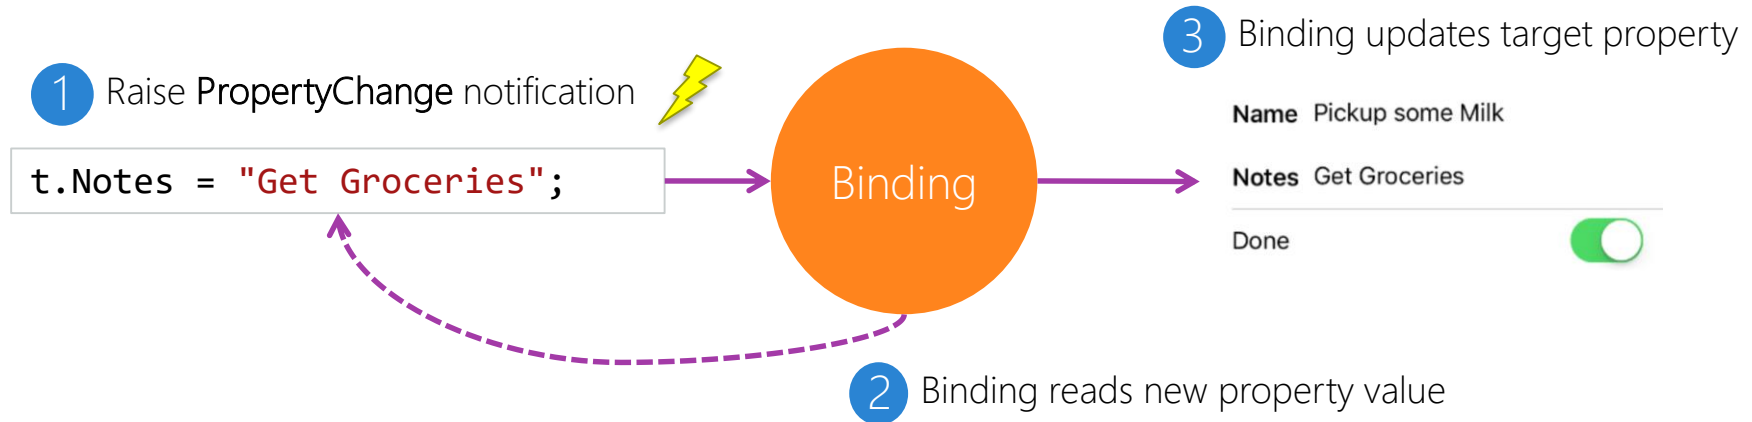 1 Raise PropertyChange notification
t.Notes = "Get Groceries";
Binding
2 Binding reads new property value
3 Binding updates target property
Name Pickup some Milk
Notes Get Groceries
Done